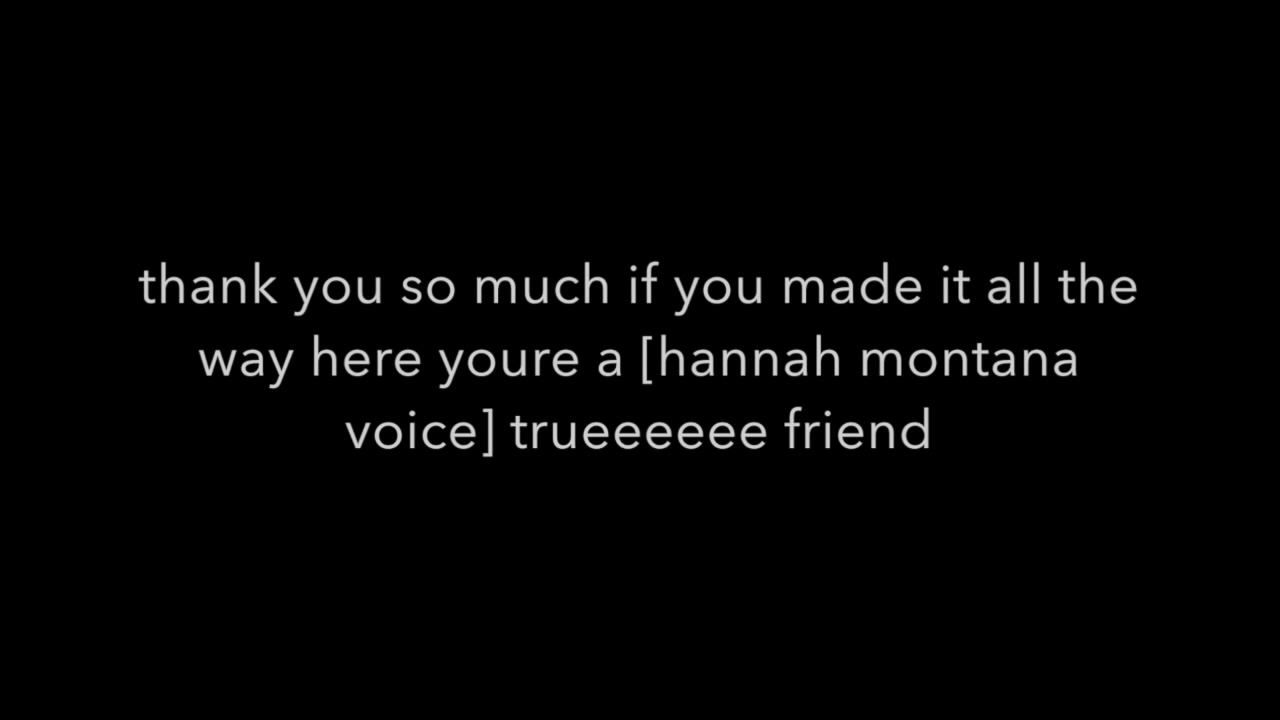 thank you so much if you made it all the
way here youre a [hannah montana
voice] trueeeeee friend